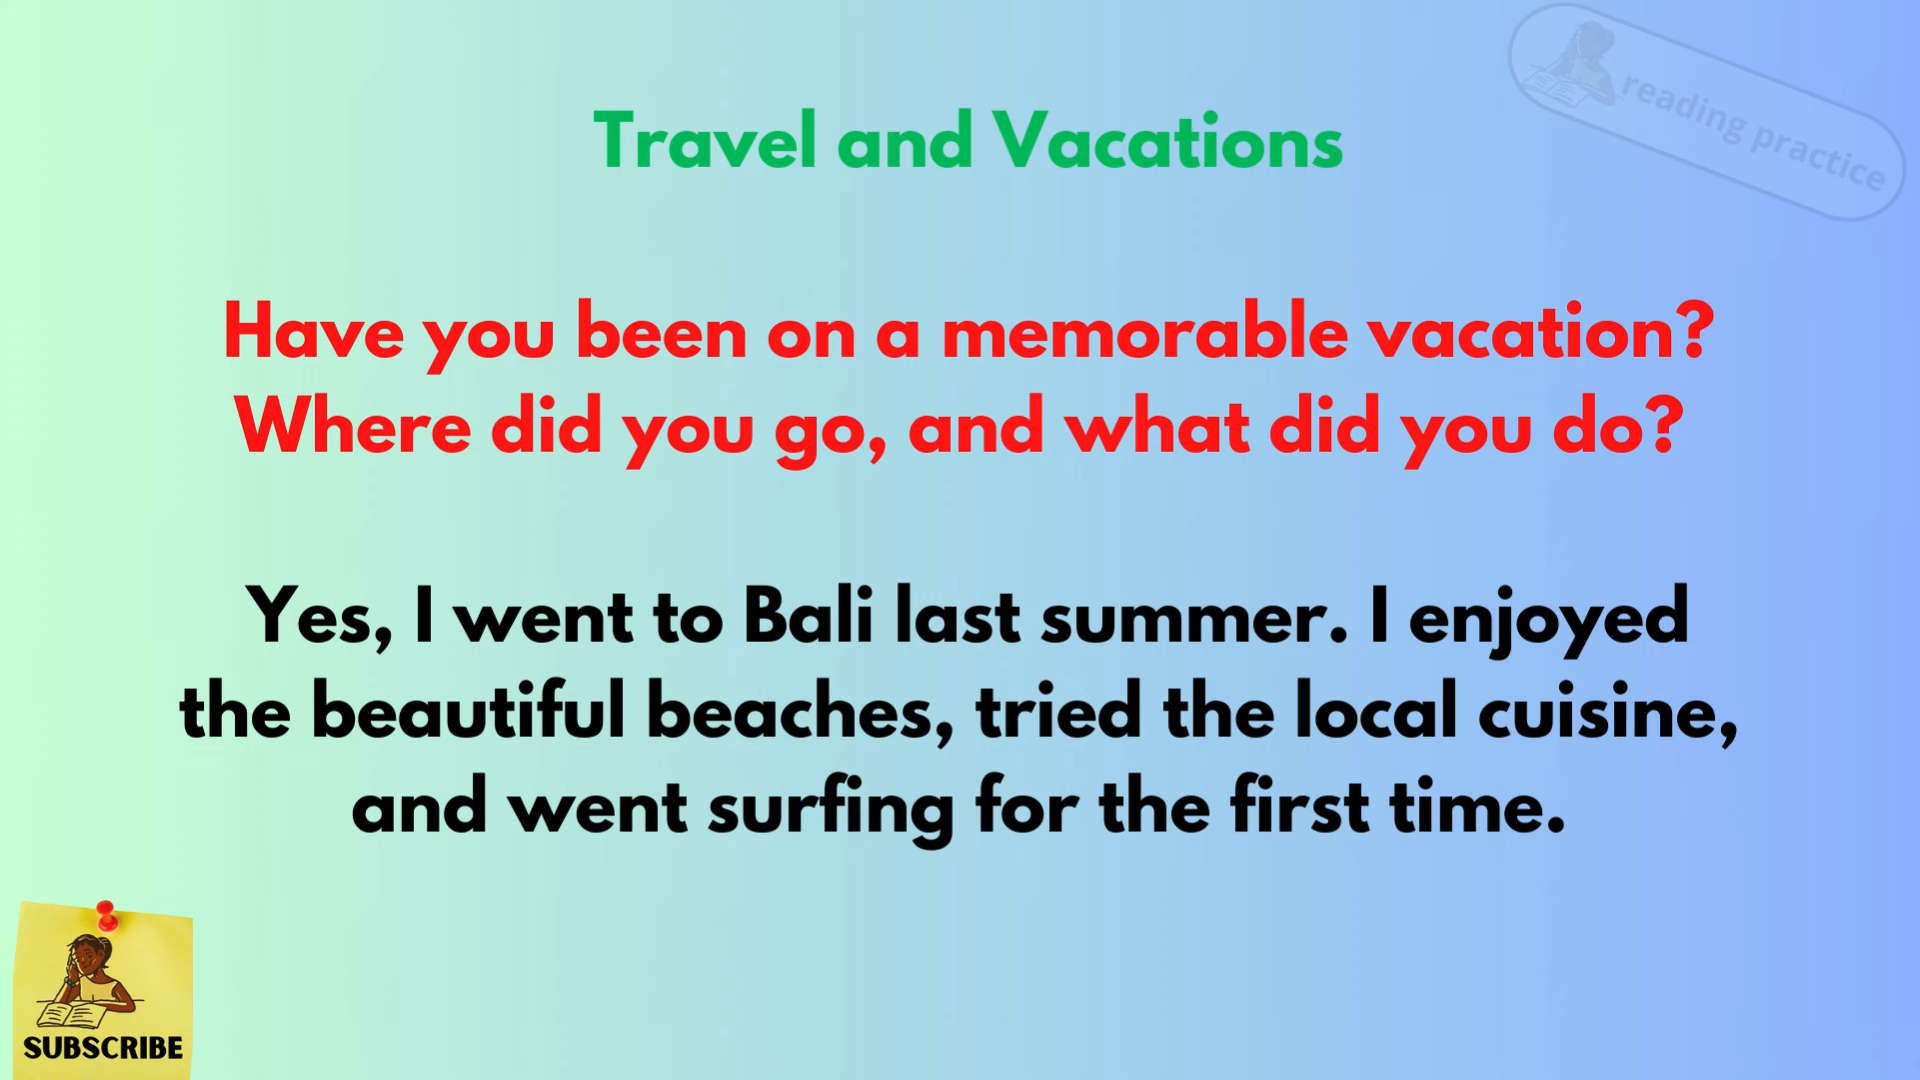 reading practice
Travel and Vacations
Have you been on a memorable vacation?
Where did you go, and what did you do?
Yes, I went to Bali last summer. I enjoyed
the beautiful beaches, tried the local cuisine,
and went surfing for the first time.
SUBSCRIBE